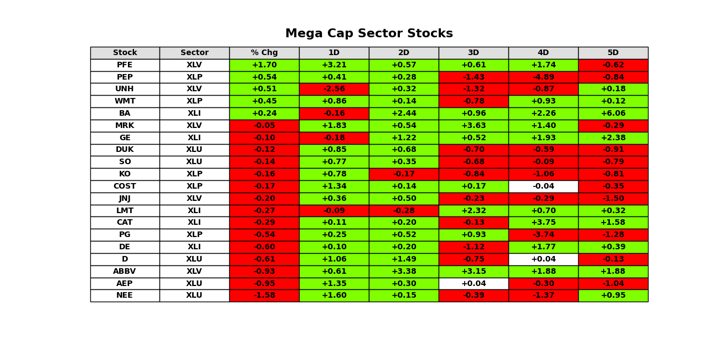 Mega Cap Sector Stocks
Stock Sector % Chg 1D 2D 3D 4D 5D
PFE XLV +1.70 +3.21 +0.57 +0.61 +1.74 -0.62
PEP XLP +0.54 +0.41 +0.28 -1.43 -4.89 -0.84
UNH XLV +0.51 -2.56 +0.32 -1.32 -0.87 +0.18
WMT XLP +0.45 +0.86 +0.14 -0.78 +0.93 +0.12
BA XLI +0.24 -0.16 +2.44 +0.96 +2.26 +6.06
MRK XLV -0.05 +1.83 +0.54 +3.63 +1.40 -0.29
GE XLI -0.10 -0.18 +1.22 +0.52 +1.93 +2.38
DUK XLU -0.12 +0.85 +0.68 -0.70 -0.59 -0.91
SO XLU -0.14 +0.77 +0.35 -0.68 -0.09 -0.79
KO XLP -0.16 +0.78 -0.17 -0.84 -1.06 -0.81
COST XLP -0.17 +1.34 +0.14 +0.17 -0.04 -0.35
JNJ XLV -0.20 +0.36 +0.50 -0.23 -0.29 -1.50
LMT XLI -0.27 -0.09 -0.28 +2.32 +0.70 +0.32
CAT XLI -0.29 +0.11 +0.20 -0.13 +3.75 +1.58
PG XLP -0.54 +0.25 +0.52 +0.93 -3.74 -1.28
DE XLI -0.60 +0.10 +0.20 -1.12 +1.77 +0.39
D XLU -0.61 +1.06 +1.49 -0.75 +0.04 -0.13
ABBV XLV -0.93 +0.61 +3.38 +3.15 +1.88 +1.88
AEP XLU -0.95 +1.35 +0.30 +0.04 -0.30 -1.04
NEE XLU -1.58 +1.60 +0.15 -0.39 -1.37 +0.95